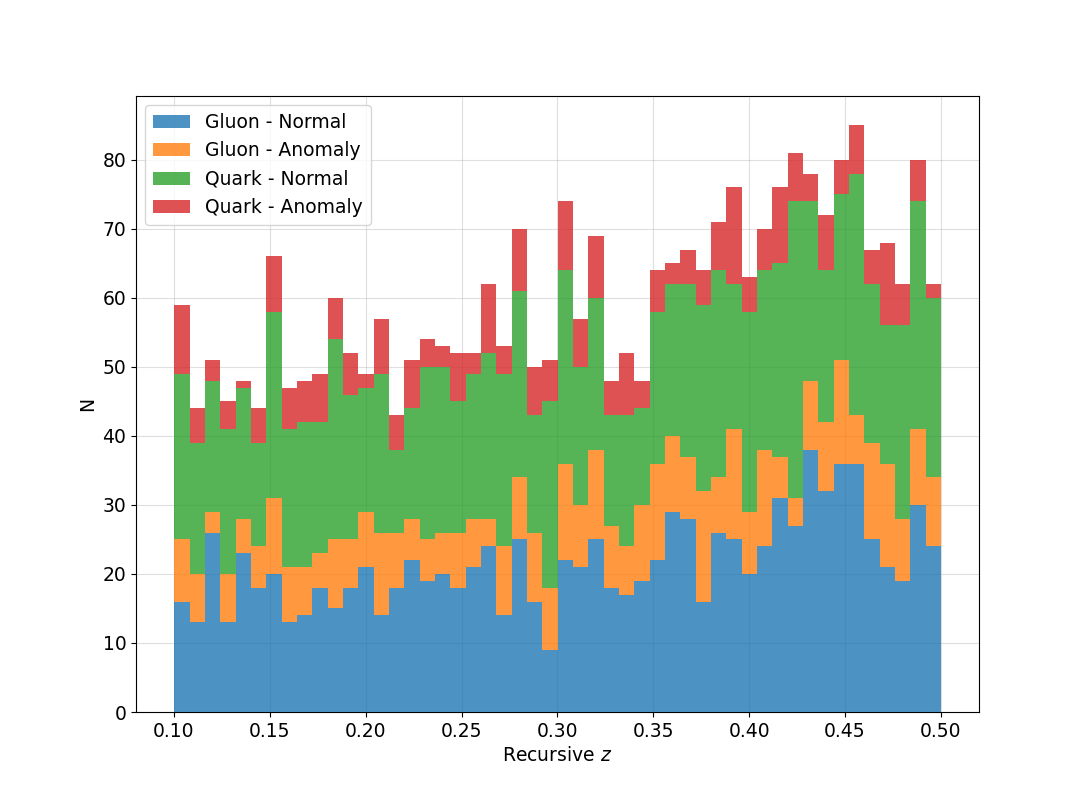 Gluon - Normal
Gluon - Anomaly
Quark - Normal
Quark - Anomaly
80
70
60
50
40
30
20
10
0
N
0.10 0.15 0.20 0.25 0.30 0.35 0.40 0.45 0.50
Recursive z